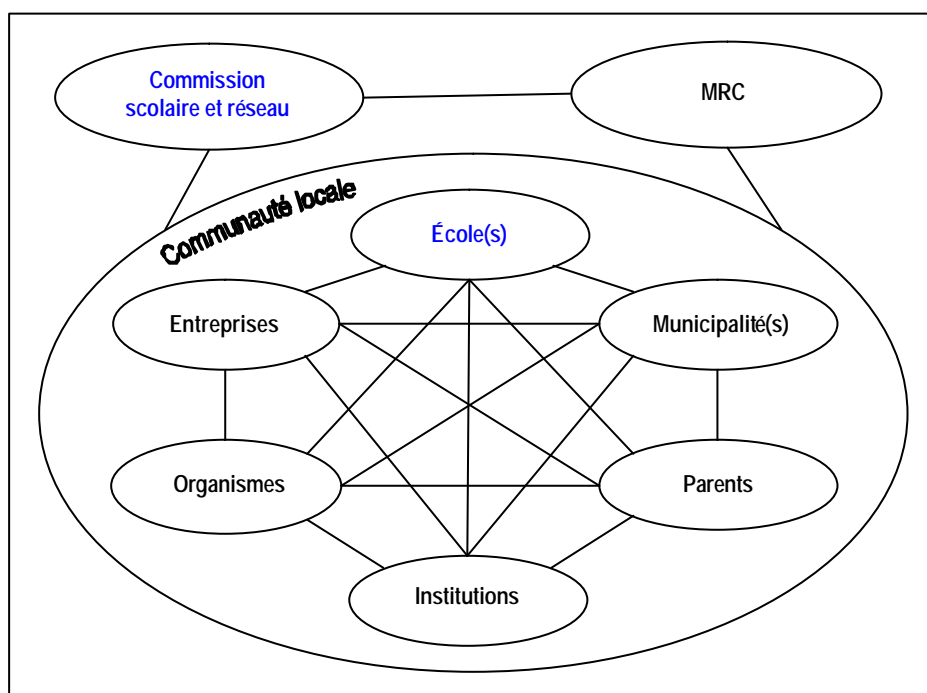 Commission
scolaire et réseau
MRC
Communauté locale
École(s)
Entreprises
Municipalité(s)
Organismes
Parents
Institutions